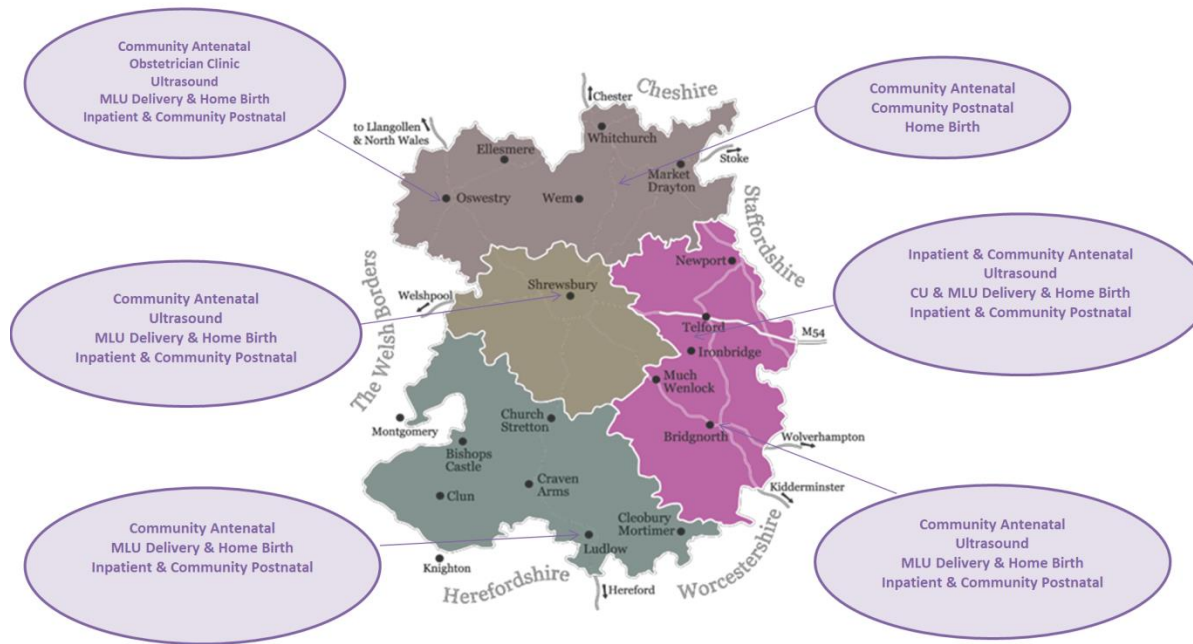 Community Antenatal
Obstetrician Clinic
Ultrasound
MLU Delivery & Home Birth
Inpatient & Community Postnatal
Community Antenatal
Community Postnatal
Home Birth
Cheshire
Chester
Whitchurch
to Llangollen
& North Wales
Ellesmere
Stoke
Market
Drayton
Oswestry
Wem
Staffordshire
Inpatient & Community Antenatal
Ultrasound
CU & MLU Delivery & Home Birth
Inpatient & Community Postnatal
Newport
Community Antenatal
Ultrasound
MLU Delivery & Home Birth
Inpatient & Community Postnatal
The Welsh Borders
Welshpool
Shrewsbury
Telford
M54
Ironbridge
Much
Wenlock
Church
Stretton
Montgomery
Bridgnorth
Wolverhampton
Bishops
Castle
Craven
Arms
Clun
Kidderminster
Cleobury
Mortimer
Ludlow
Knighton
Herefordshire
Hereford
Worcestershire
Community Antenatal
MLU Delivery & Home Birth
Inpatient & Community Postnatal
Community Antenatal
Ultrasound
MLU Delivery & Home Birth
Inpatient & Community Postnatal